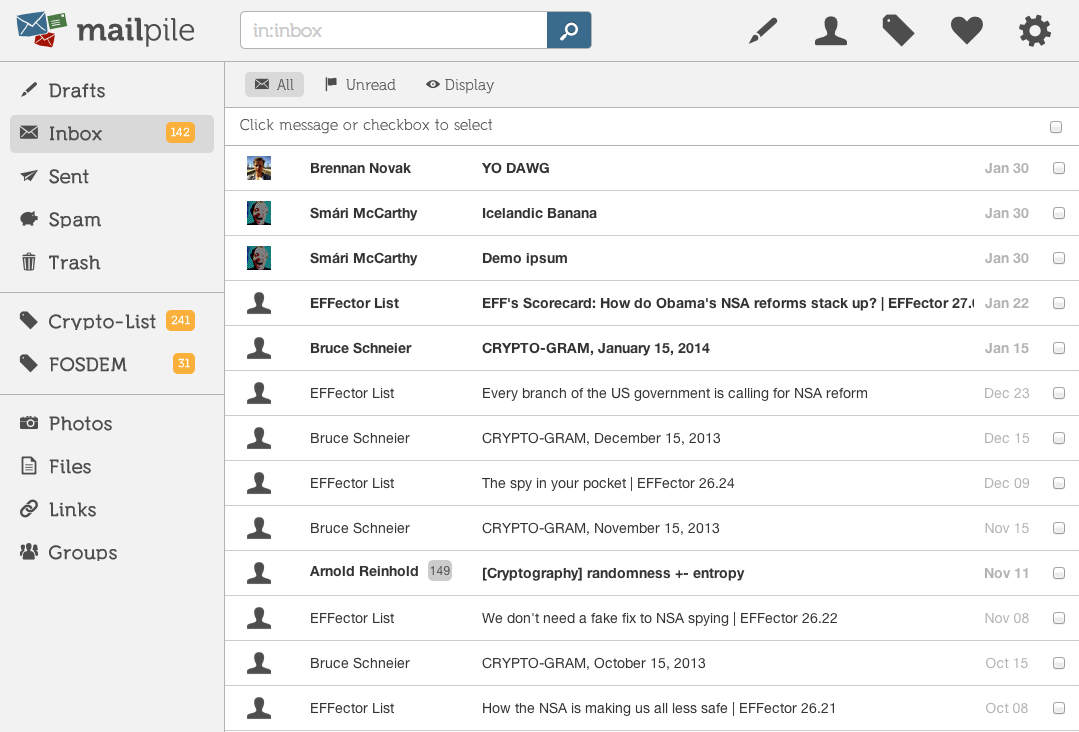 mailpile
in:inbox
Drafts
Inbox 142
Sent
Spam
Trash
Crypto-List 241
FOSDEM 31
Photos
Files
Links
Groups
All Unread Display
Click message or checkbox to select
Brennan Novak YO DAWG Jan 30
Smári McCarthy Icelandic Banana Jan 30
Smári McCarthy Demo ipsum Jan 30
EFFector List EFF's Scorecard: How do Obama's NSA reforms stack up? | EFFector 27. Jan 22
Bruce Schneier CRYPTO-GRAM, January 15, 2014 Jan 15
EFFector List Every branch of the US government is calling for NSA reform Dec 23
Bruce Schneier CRYPTO-GRAM, December 15, 2013 Dec 15
EFFector List The spy in your pocket | EFFector 26.24 Dec 09
Bruce Schneier CRYPTO-GRAM, November 15, 2013 Nov 15
Arnold Reinhold 149 [Cryptography] randomness +- entropy Nov 11
EFFector List We don't need a fake fix to NSA spying | EFFector 26.22 Nov 08
Bruce Schneier CRYPTO-GRAM, October 15, 2013 Oct 15
EFFector List How the NSA is making us all less safe | EFFector 26.21 Oct 08